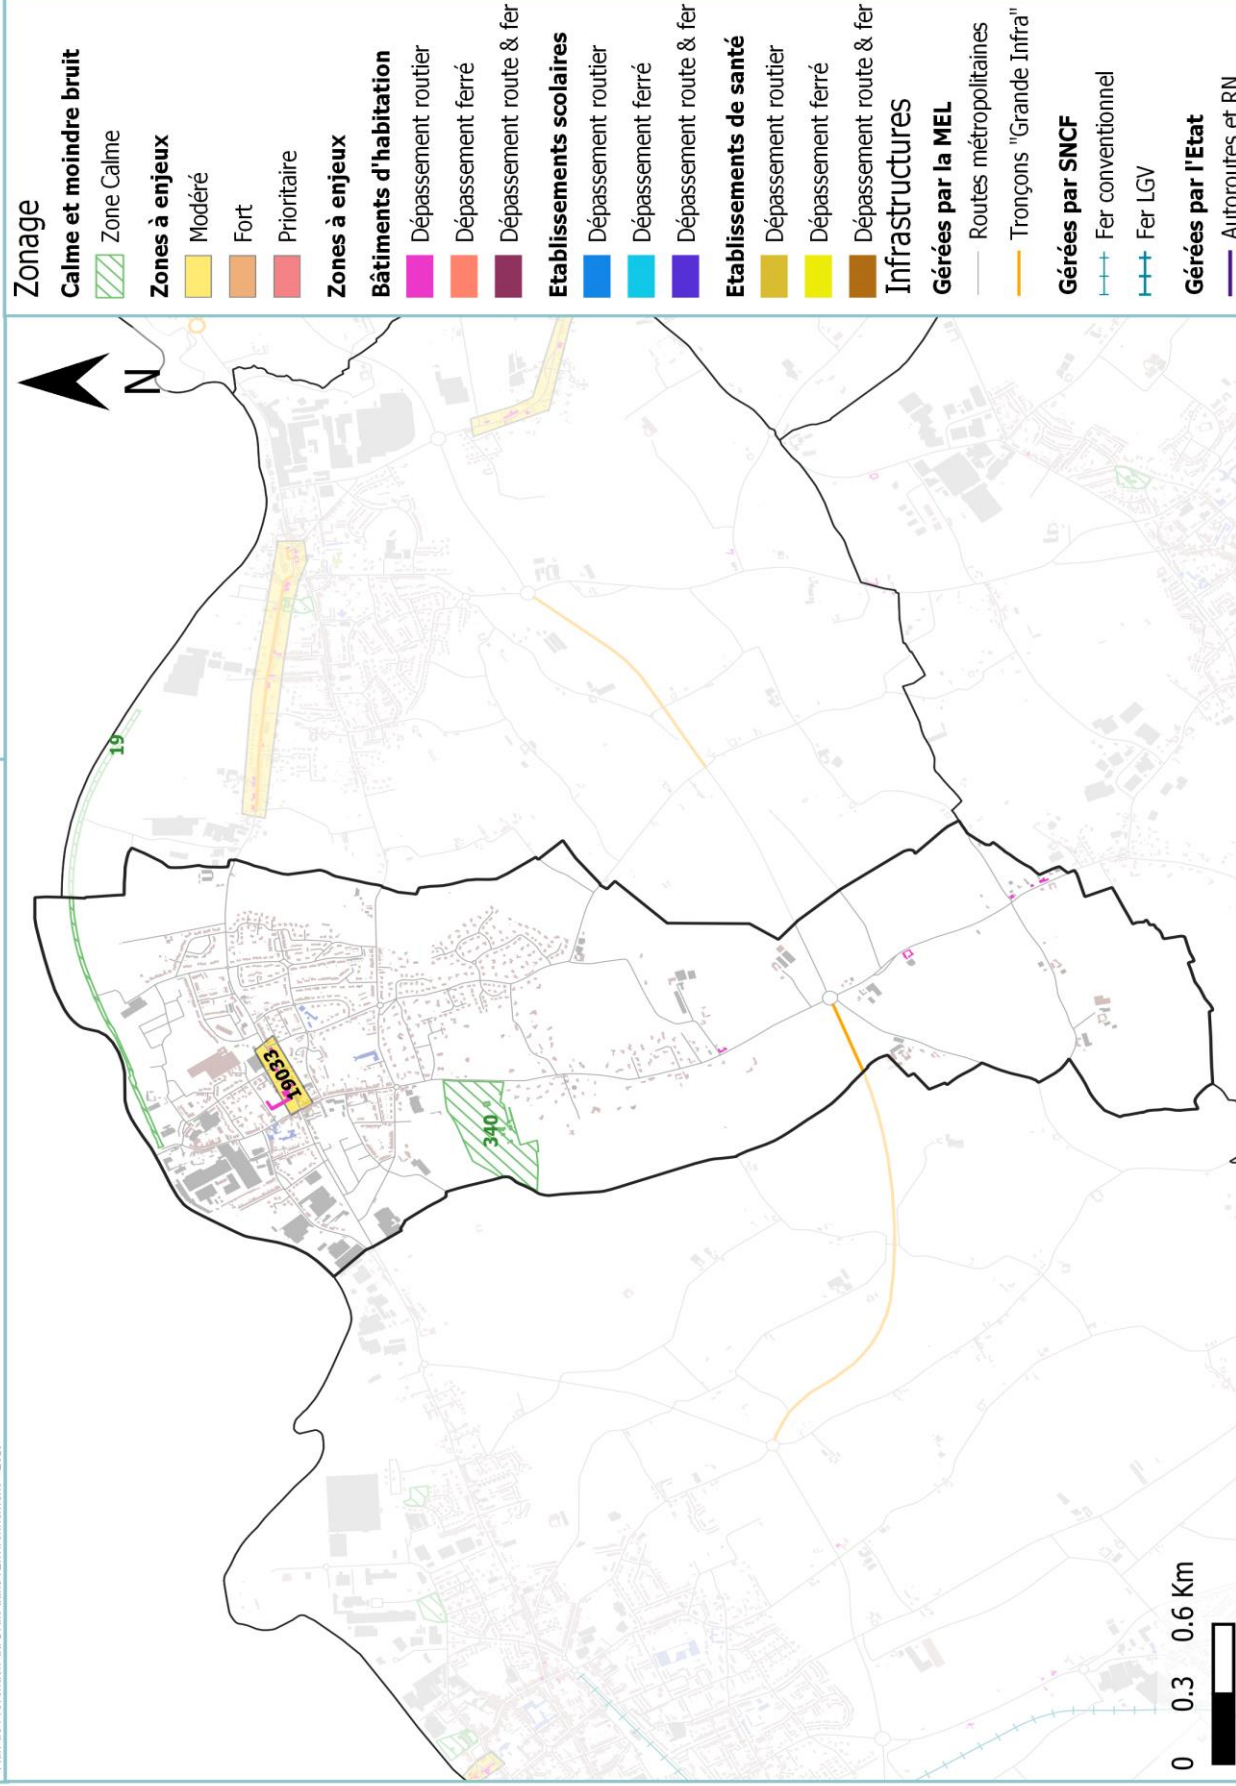 Zonage
Calme et moindre bruit
Zone Calme
Zones à enjeux
Modéré
Fort
Prioritaire
Zones à enjeux
Bâtiments d'habitation
Dépassement routier
Dépassement ferré
Dépassement route & fer
Etablissements scolaires
Dépassement routier
Dépassement ferré
Dépassement route & fer
Etablissements de santé
Dépassement routier
Dépassement ferré
Dépassement route & fer
Infrastructures
Gérées par la MEL
Routes métropolitaines
Tronçons "Grande Infra"
Gérées par SNCF
Fer conventionnel
Fer LGV
Gérées par l'Etat
Autoroutes et RN
N
19
19033
340
0 0.3 0.6 Km